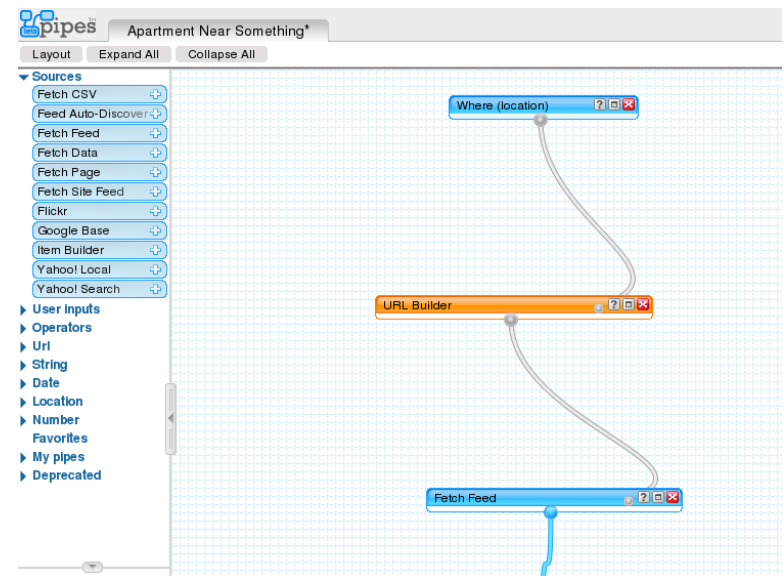 pipes™
beta
Apartment Near Something*
Layout Expand All Collapse All
Sources
Fetch CSV
Feed Auto-Discover
Fetch Feed
Fetch Data
Fetch Page
Fetch Site Feed
Flickr
Google Base
Item Builder
Yahoo! Local
Yahoo! Search
User inputs
Operators
Url
String
Date
Location
Number
Favorites
My pipes
Deprecated
Where (location) ?
URL Builder ?
Fetch Feed ?